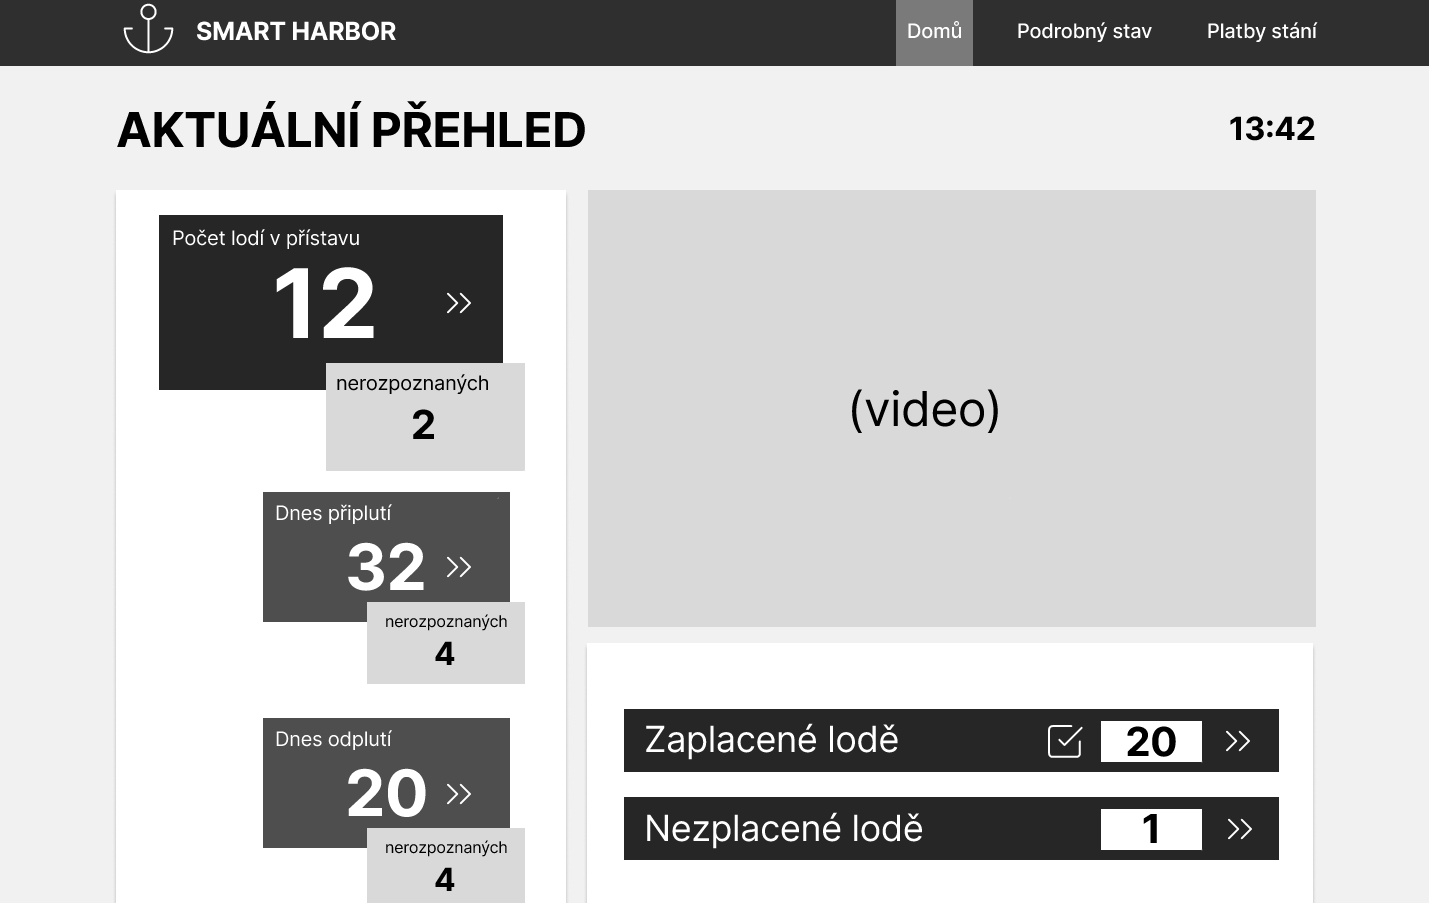 SMART HARBOR
Domů
Podrobný stav
Platby stání
AKTUÁLNÍ PŘEHLED
13:42
Počet lodí v přístavu
12
nerozpoznaných
2
Dnes připlutí
32
nerozpoznaných
4
Dnes odplutí
20
nerozpoznaných
4
(video)
Zaplacené lodě
20
Nezplacené lodě
1